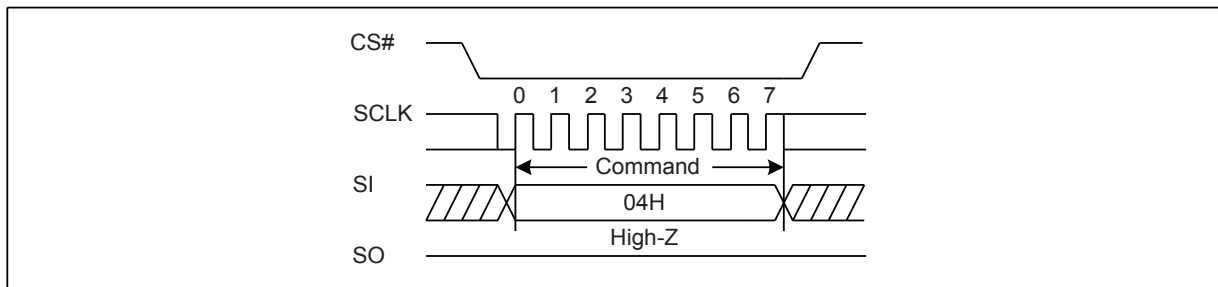 CS#
0 1 2 3 4 5 6 7
SCLK
Command
SI
04H
High-Z
SO